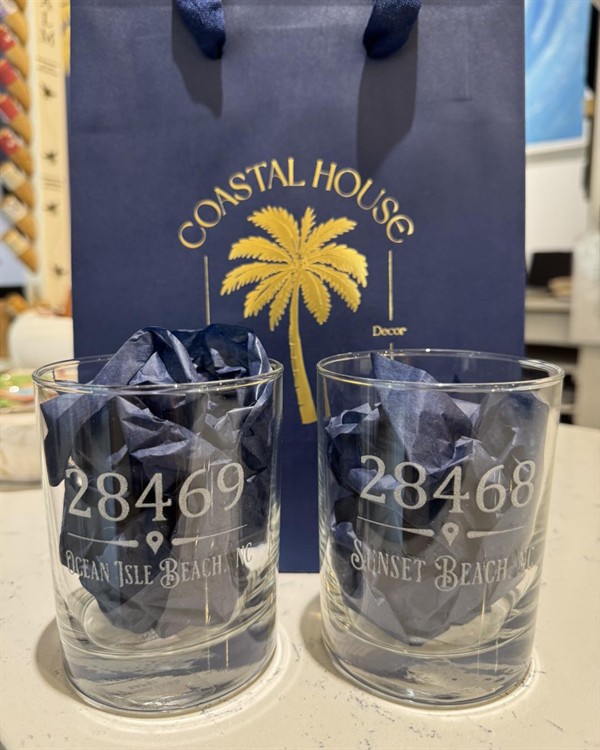 COASTAL HOUSE
Decor
28469
OCEAN ISLE BEACH, NC
28468
SUNSET BEACH, NC